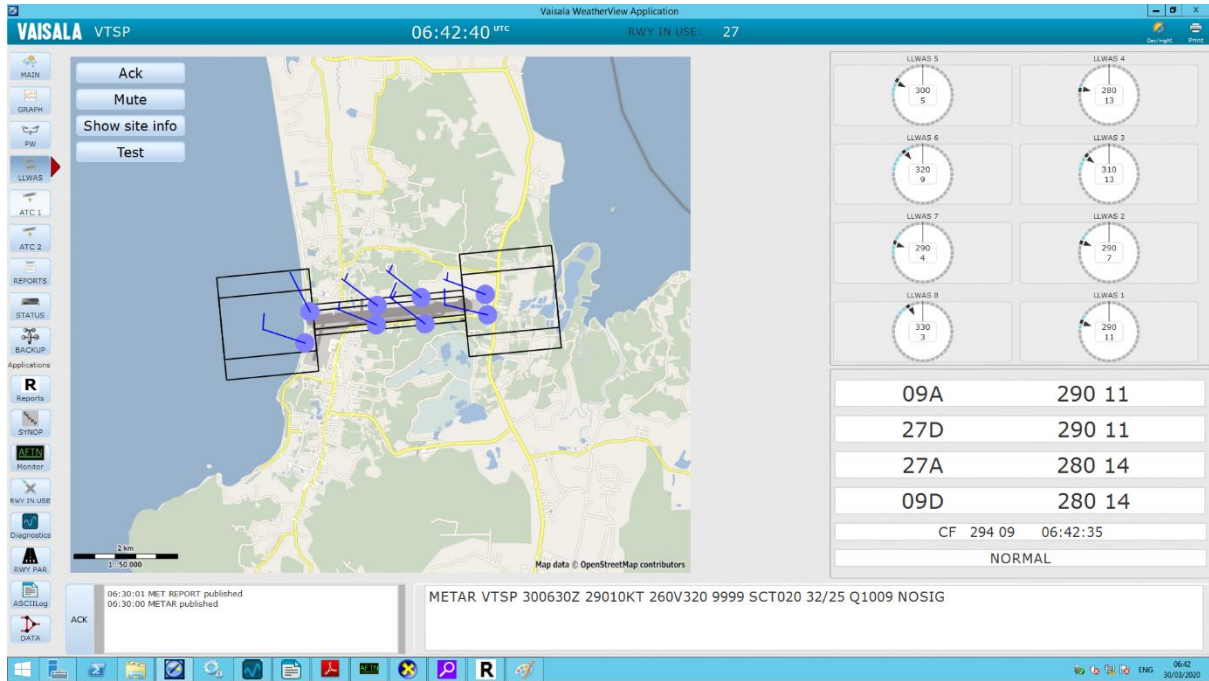 Vaisala WeatherView Application
VAISALA VTSP 06:42:40 UTC RWY IN USE: 27
Day/night Print
MAIN
GRAPH
PW
LLWAS
ATC 1
ATC 2
REPORTS
STATUS
BACKUP
Applications
R
Reports
SYNOP
AFTN
Monitor
RWY IN USE
Diagnostics
RWY PAR
ASCIILog
DATA
Ack
Mute
Show site info
Test
2 km
1 : 50 000
Map data © OpenStreetMap contributors
LLWAS 5
300
5
LLWAS 4
280
13
LLWAS 6
320
9
LLWAS 3
310
13
LLWAS 7
290
4
LLWAS 2
290
7
LLWAS 8
330
3
LLWAS 1
290
11
09A 290 11
27D 290 11
27A 280 14
09D 280 14
CF 294 09 06:42:35
NORMAL
ACK
06:30:01 MET REPORT published
06:30:00 METAR published
METAR VTSP 300630Z 29010KT 260V320 9999 SCT020 32/25 Q1009 NOSIG
AFTN
R
ENG
06:42
30/03/2020